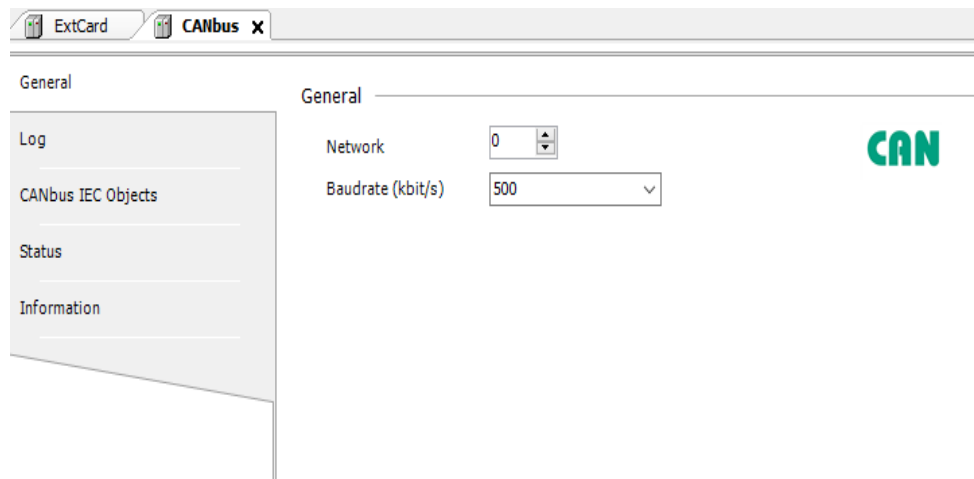 ExtCard
CANbus x
General
Log
CANbus IEC Objects
Status
Information
General
Network 0
Baudrate (kbit/s) 500
CAN